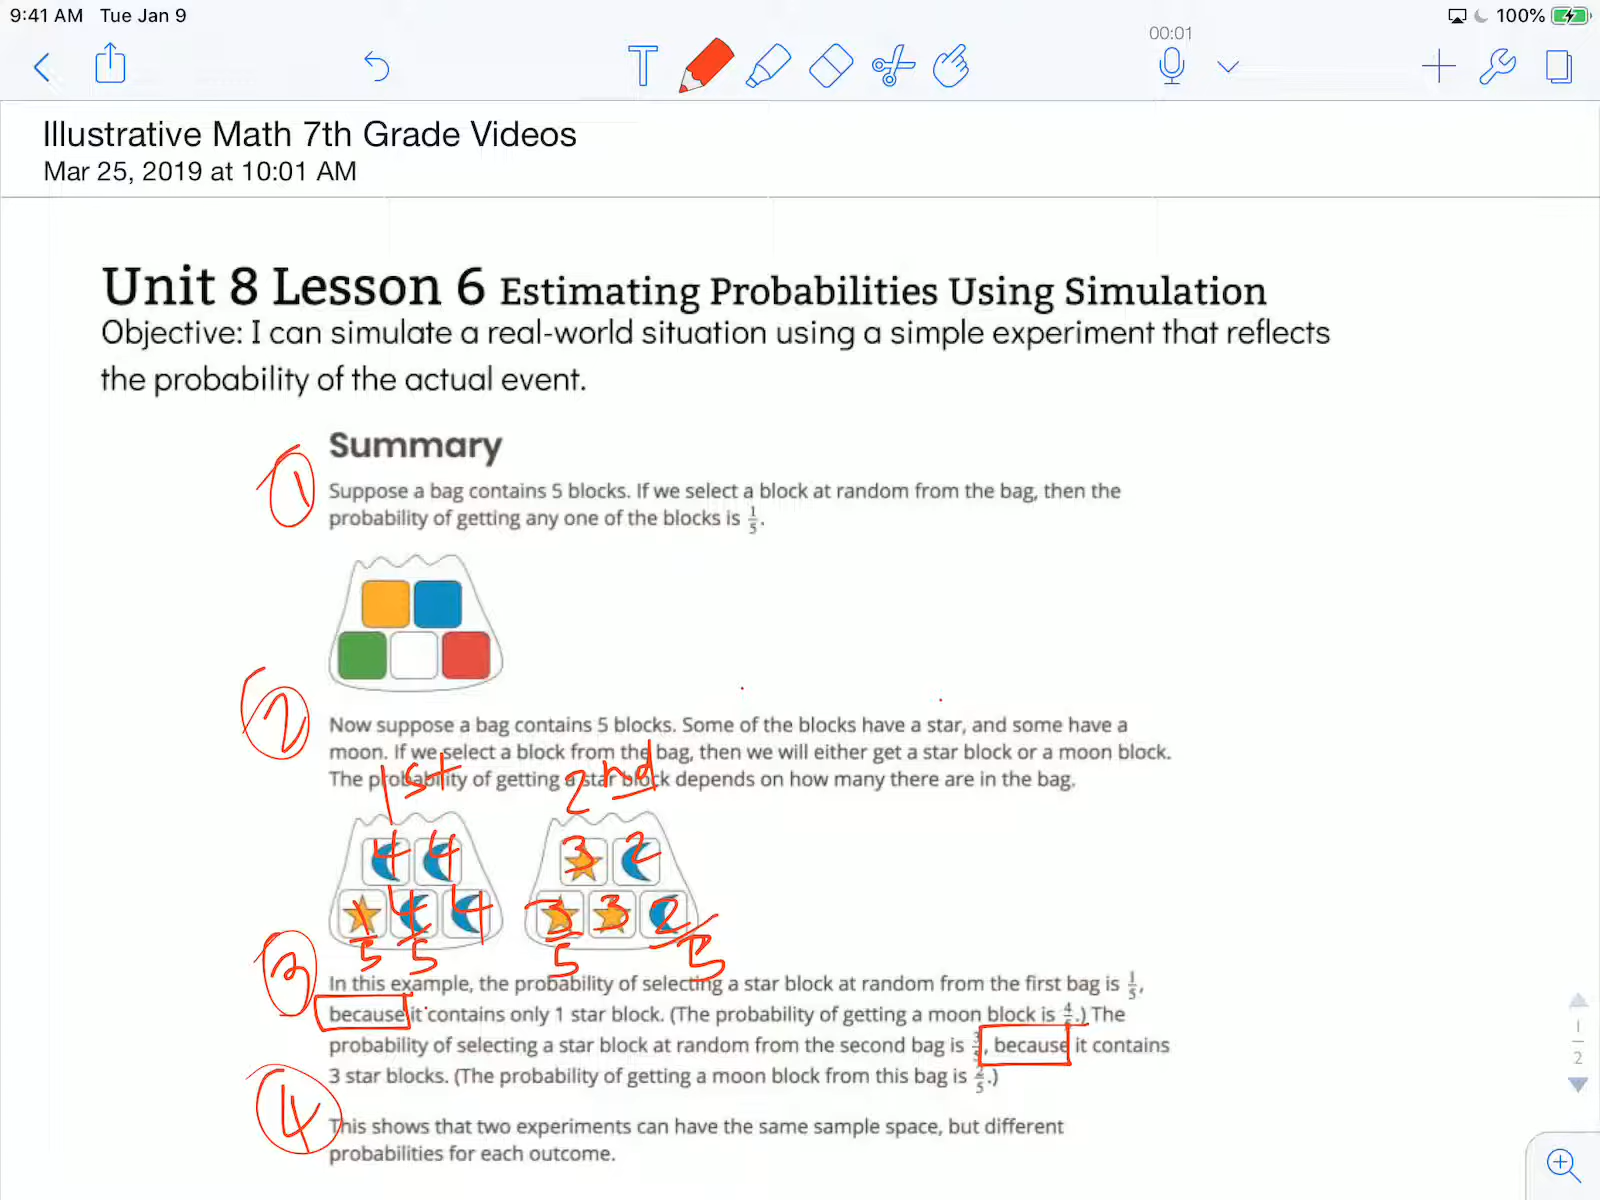 9:41 AM Tue Jan 9
100%
00:01
T
Illustrative Math 7th Grade Videos
Mar 25, 2019 at 10:01 AM
Unit 8 Lesson 6 Estimating Probabilities Using Simulation
Objective: I can simulate a real-world situation using a simple experiment that reflects
the probability of the actual event.
Summary
1
Suppose a bag contains 5 blocks. If we select a block at random from the bag, then the
probability of getting any one of the blocks is 1/5.
2
Now suppose a bag contains 5 blocks. Some of the blocks have a star, and some have a
moon. If we select a block from the bag, then we will either get a star block or a moon block.
The probability of getting a star block depends on how many there are in the bag.
1st 2nd
4 4 3 2
1/5 4/5 4 3/5 3 2/5
3
In this example, the probability of selecting a star block at random from the first bag is 1/5,
because it contains only 1 star block. (The probability of getting a moon block is 4/5.) The
probability of selecting a star block at random from the second bag is 3/5, because it contains
3 star blocks. (The probability of getting a moon block from this bag is 2/5.)
4
This shows that two experiments can have the same sample space, but different
probabilities for each outcome.
1
2